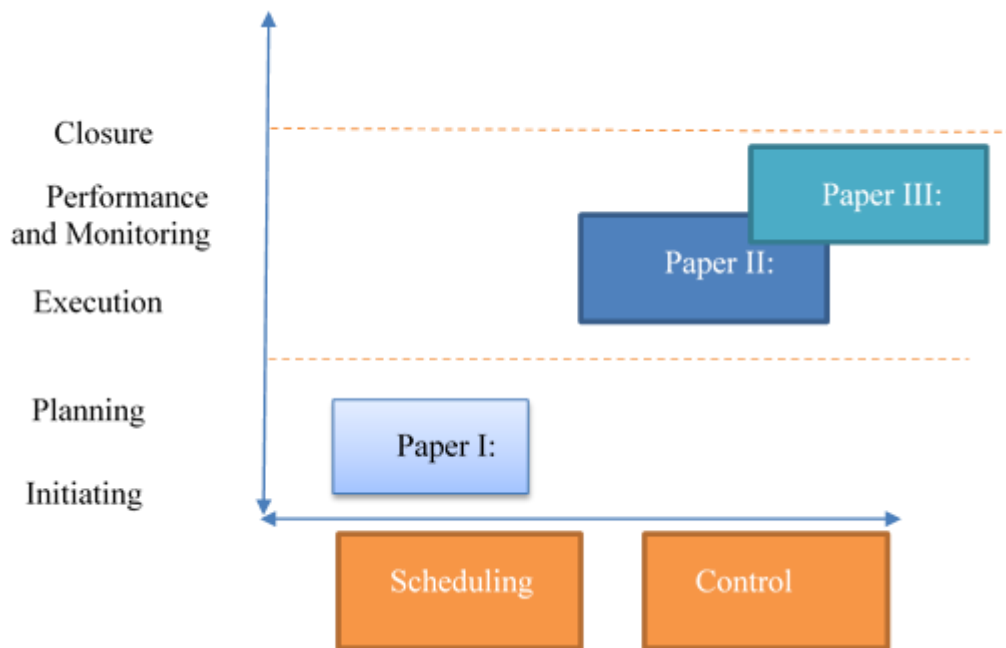 Closure
Performance
and Monitoring
Paper III:
Paper II:
Execution
Planning
Paper I:
Initiating
Scheduling
Control